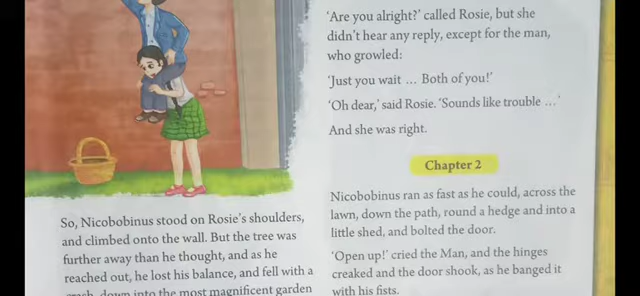 So, Nicobobinus stood on Rosie's shoulders,
and climbed onto the wall. But the tree was
further away than he thought, and as he
reached out, he lost his balance, and fell with a
crash, down into the most magnificent garden
'Are you alright?' called Rosie, but she
didn't hear any reply, except for the man,
who growled:
'Just you wait … Both of you!'
'Oh dear,' said Rosie. 'Sounds like trouble …'
And she was right.
Chapter 2
Nicobobinus ran as fast as he could, across the
lawn, down the path, round a hedge and into a
little shed, and bolted the door.
'Open up!' cried the Man, and the hinges
creaked and the door shook, as he banged it
with his fists.